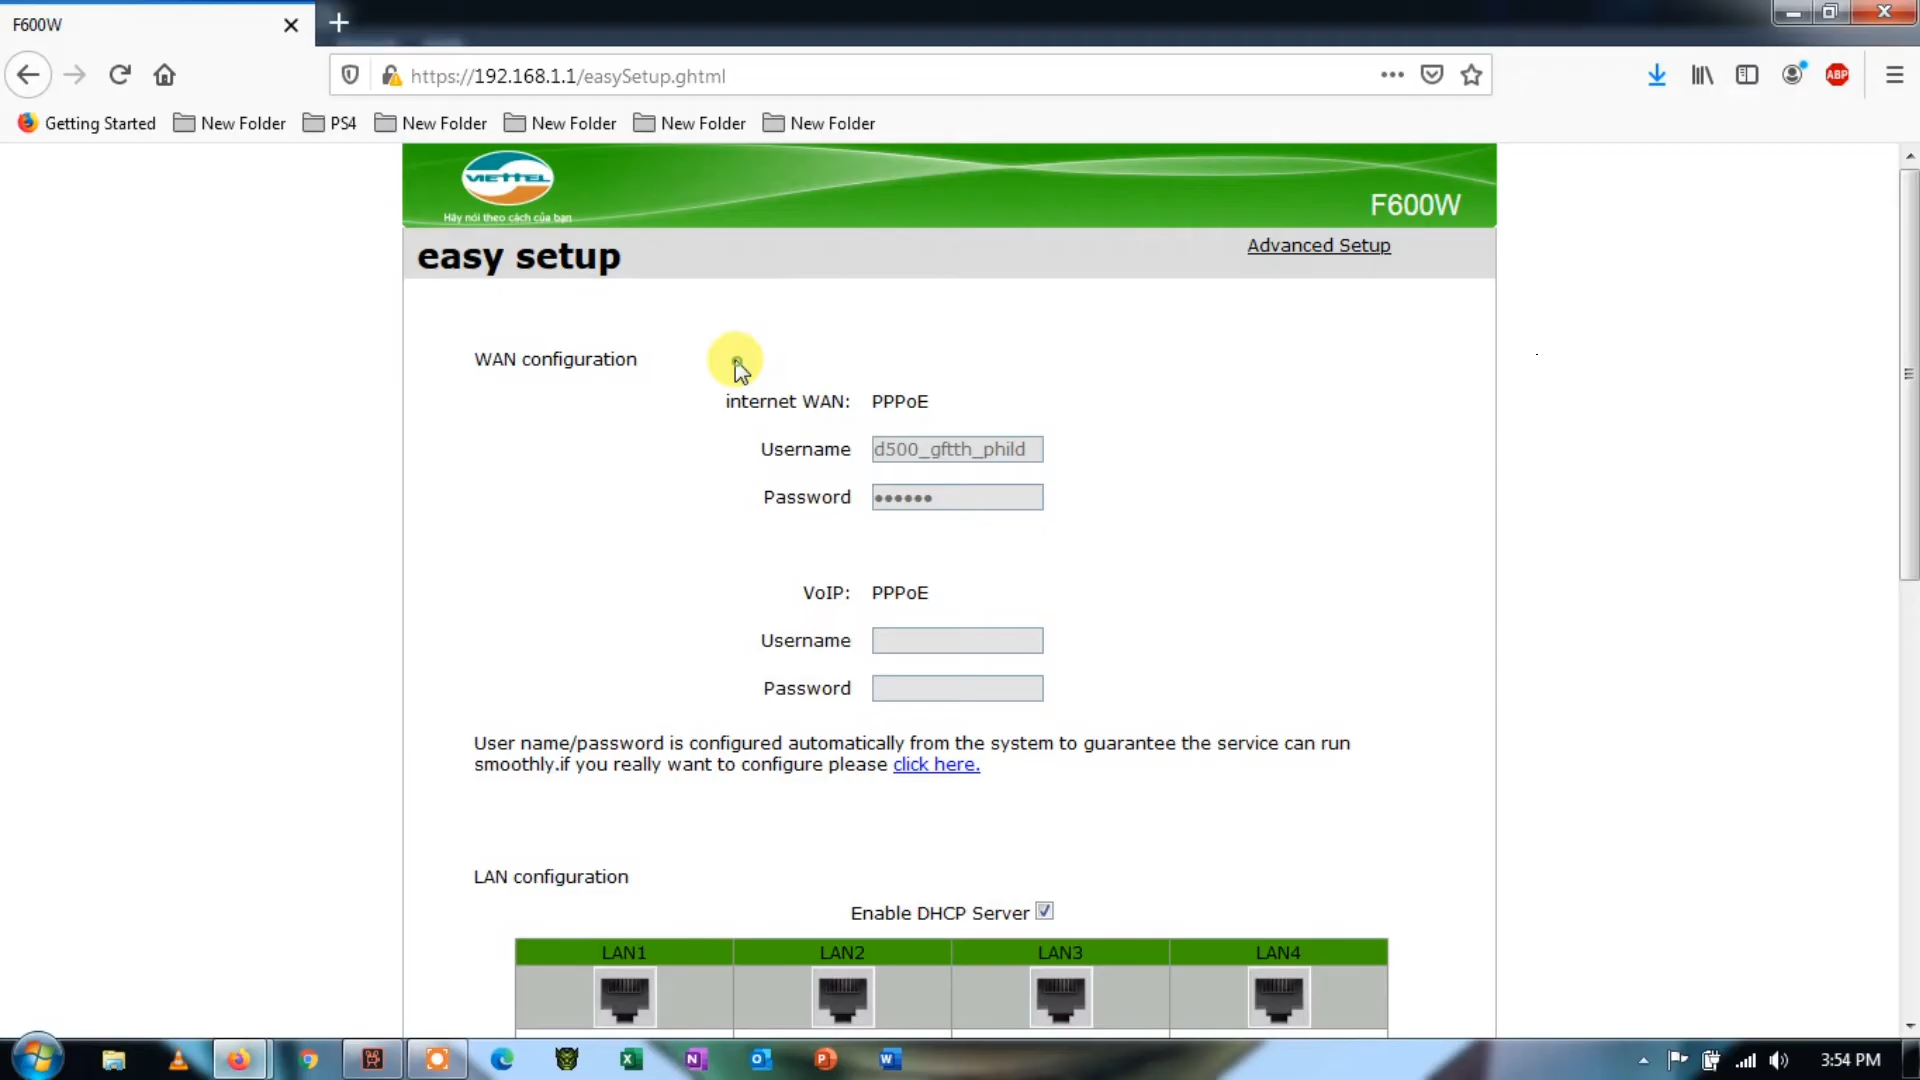 F600W
https://192.168.1.1/easySetup.ghtml
ABP
Getting Started
New Folder
PS4
New Folder
New Folder
New Folder
New Folder
VIETTEL
Hãy nói theo cách của bạn
F600W
easy setup
Advanced Setup
WAN configuration
internet WAN: PPPoE
Username d500_gftth_phild
Password ••••••
VoIP: PPPoE
Username
Password
User name/password is configured automatically from the system to guarantee the service can run
smoothly.if you really want to configure please click here.
LAN configuration
Enable DHCP Server
LAN1 LAN2 LAN3 LAN4
3:54 PM